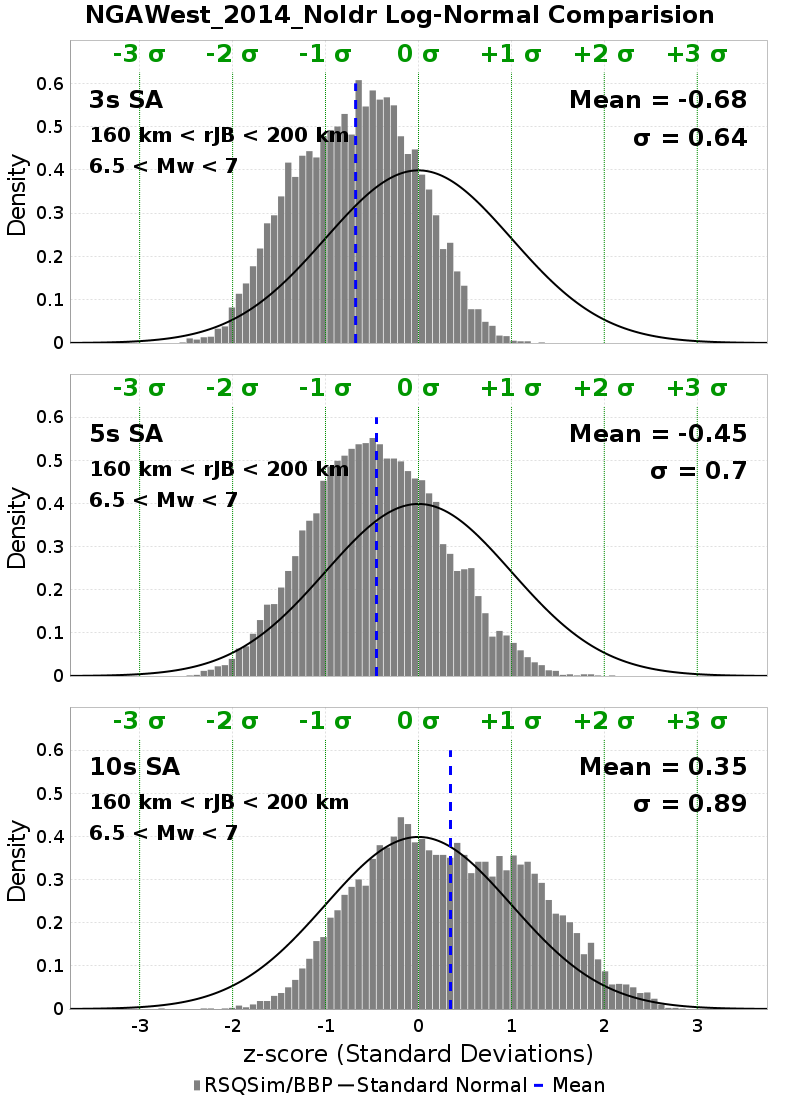 NGAWest_2014_NoIdr Log-Normal Comparision
-3 σ -2 σ -1 σ 0 σ +1 σ +2 σ +3 σ
3s SA
160 km < rJB < 200 km
6.5 < Mw < 7
Mean = -0.68
σ = 0.64
Density
0.6
0.5
0.4
0.3
0.2
0.1
0
-3 σ -2 σ -1 σ 0 σ +1 σ +2 σ +3 σ
5s SA
160 km < rJB < 200 km
6.5 < Mw < 7
Mean = -0.45
σ = 0.7
Density
0.6
0.5
0.4
0.3
0.2
0.1
0
-3 σ -2 σ -1 σ 0 σ +1 σ +2 σ +3 σ
10s SA
160 km < rJB < 200 km
6.5 < Mw < 7
Mean = 0.35
σ = 0.89
Density
0.6
0.5
0.4
0.3
0.2
0.1
0
-3 -2 -1 0 1 2 3
z-score (Standard Deviations)
RSQSim/BBP Standard Normal Mean